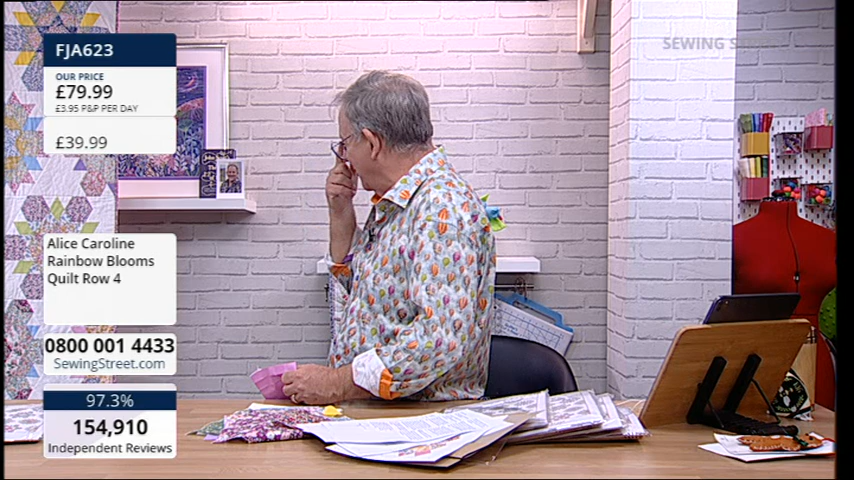 FJA623
OUR PRICE
£79.99
£3.95 P&P PER DAY
£39.99
Alice Caroline
Rainbow Blooms
Quilt Row 4
0800 001 4433
SewingStreet.com
97.3%
154,910
Independent Reviews
SEWING STREET